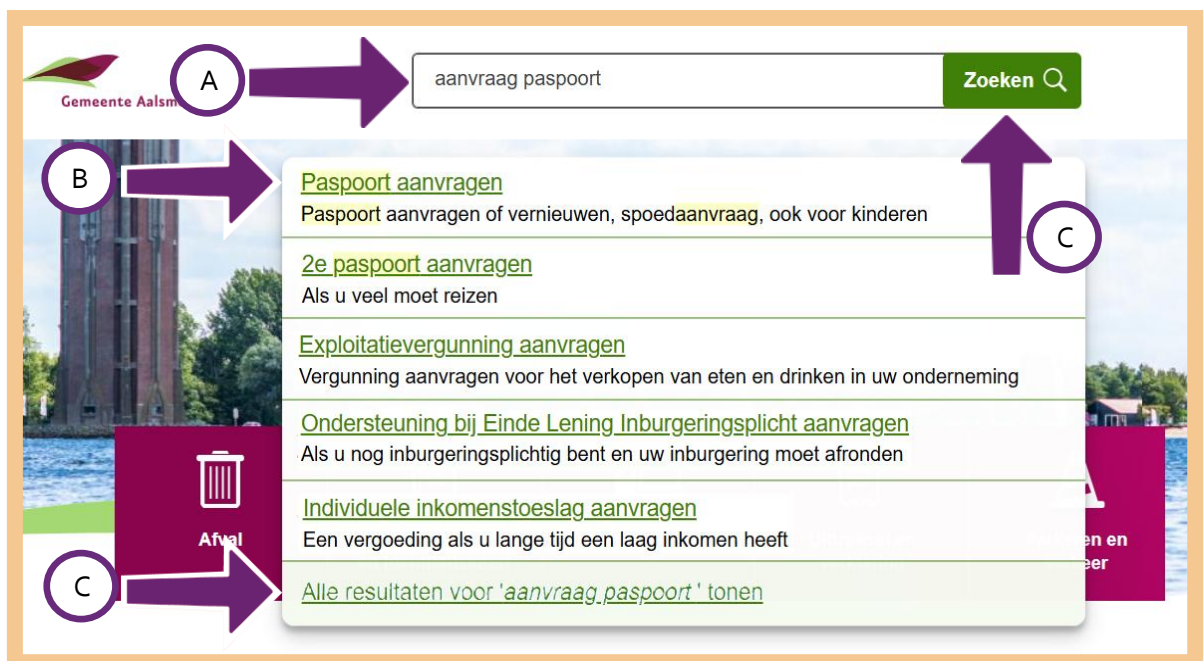 A
aanvraag paspoort
Zoeken
Gemeente
B
Paspoort aanvragen
Paspoort aanvragen of vernieuwen, spoedaanvraag, ook voor kinderen
C
2e paspoort aanvragen
Als u veel moet reizen
Exploitatievergunning aanvragen
Vergunning aanvragen voor het verkopen van eten en drinken in uw onderneming
Ondersteuning bij Einde Lening Inburgeringsplicht aanvragen
Als u nog inburgeringsplichtig bent en uw inburgering moet afronden
Individuele inkomenstoeslag aanvragen
Een vergoeding als u lange tijd een laag inkomen heeft
Afval
en
C
Alle resultaten voor 'aanvraag paspoort ' tonen